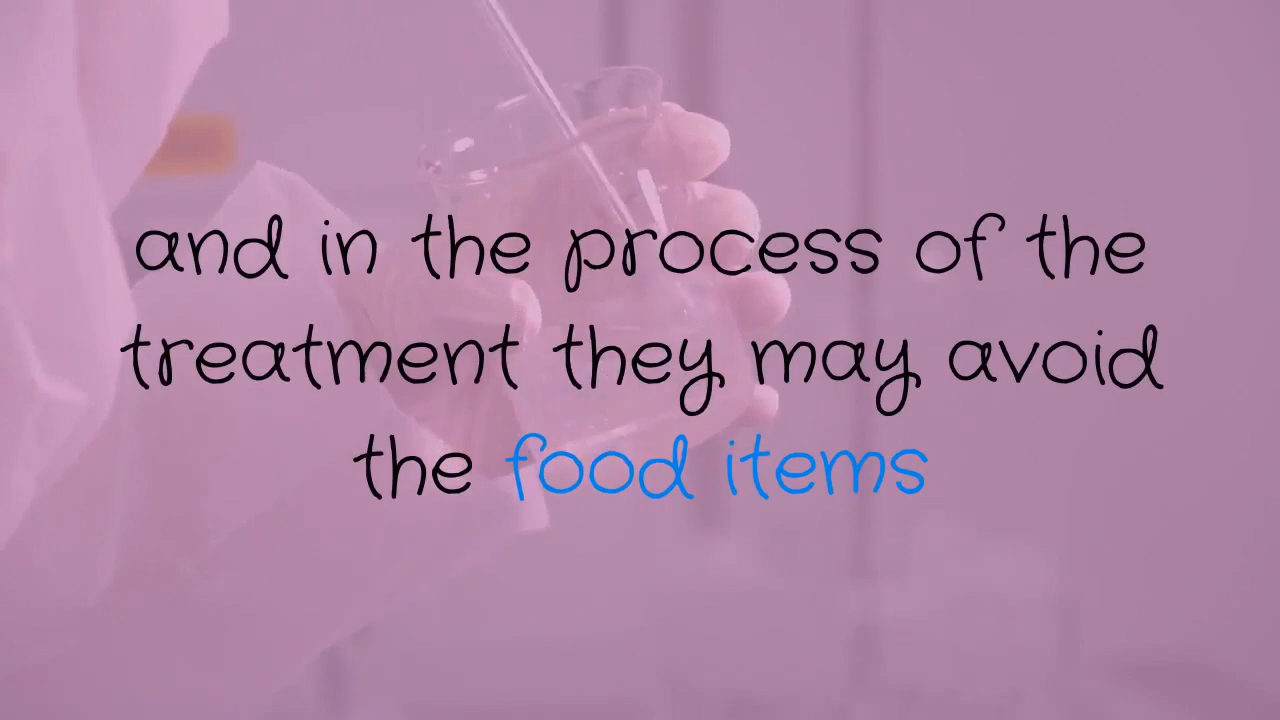 and in the process of the
treatment they may avoid
the food items